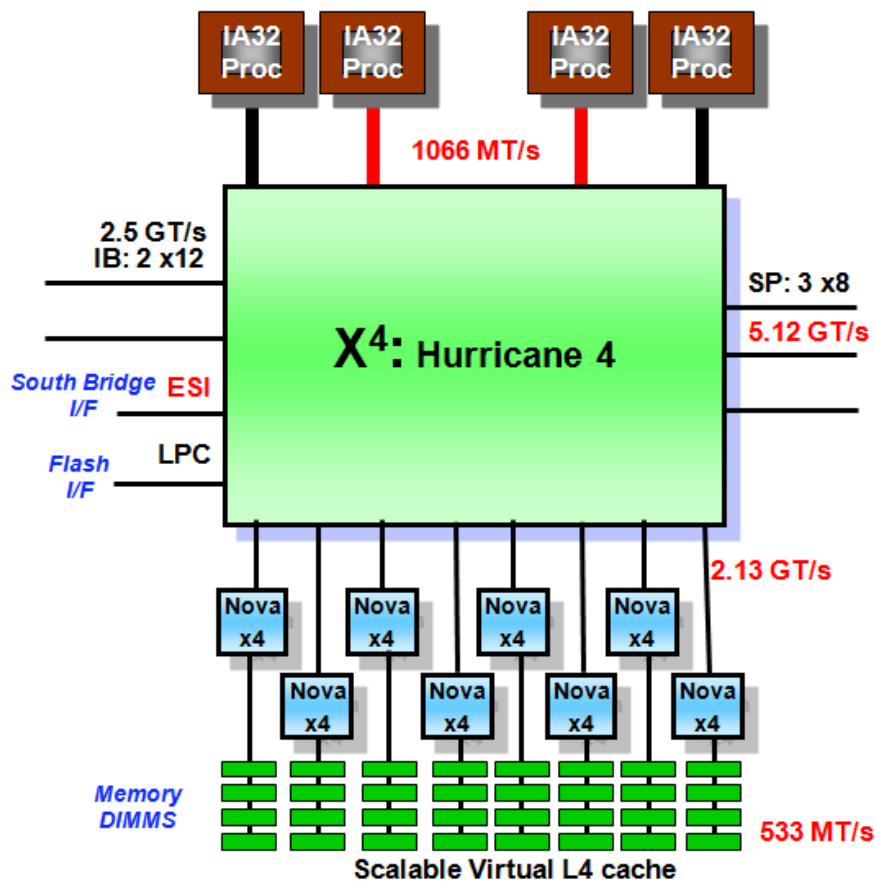 IA32
Proc
IA32
Proc
IA32
Proc
IA32
Proc
1066 MT/s
2.5 GT/s
IB: 2 x12
SP: 3 x8
5.12 GT/s
X4: Hurricane 4
South Bridge
I/F
ESI
Flash
I/F
LPC
2.13 GT/s
Nova
x4
Nova
x4
Nova
x4
Nova
x4
Nova
x4
Nova
x4
Nova
x4
Nova
x4
Memory
DIMMS
533 MT/s
Scalable Virtual L4 cache